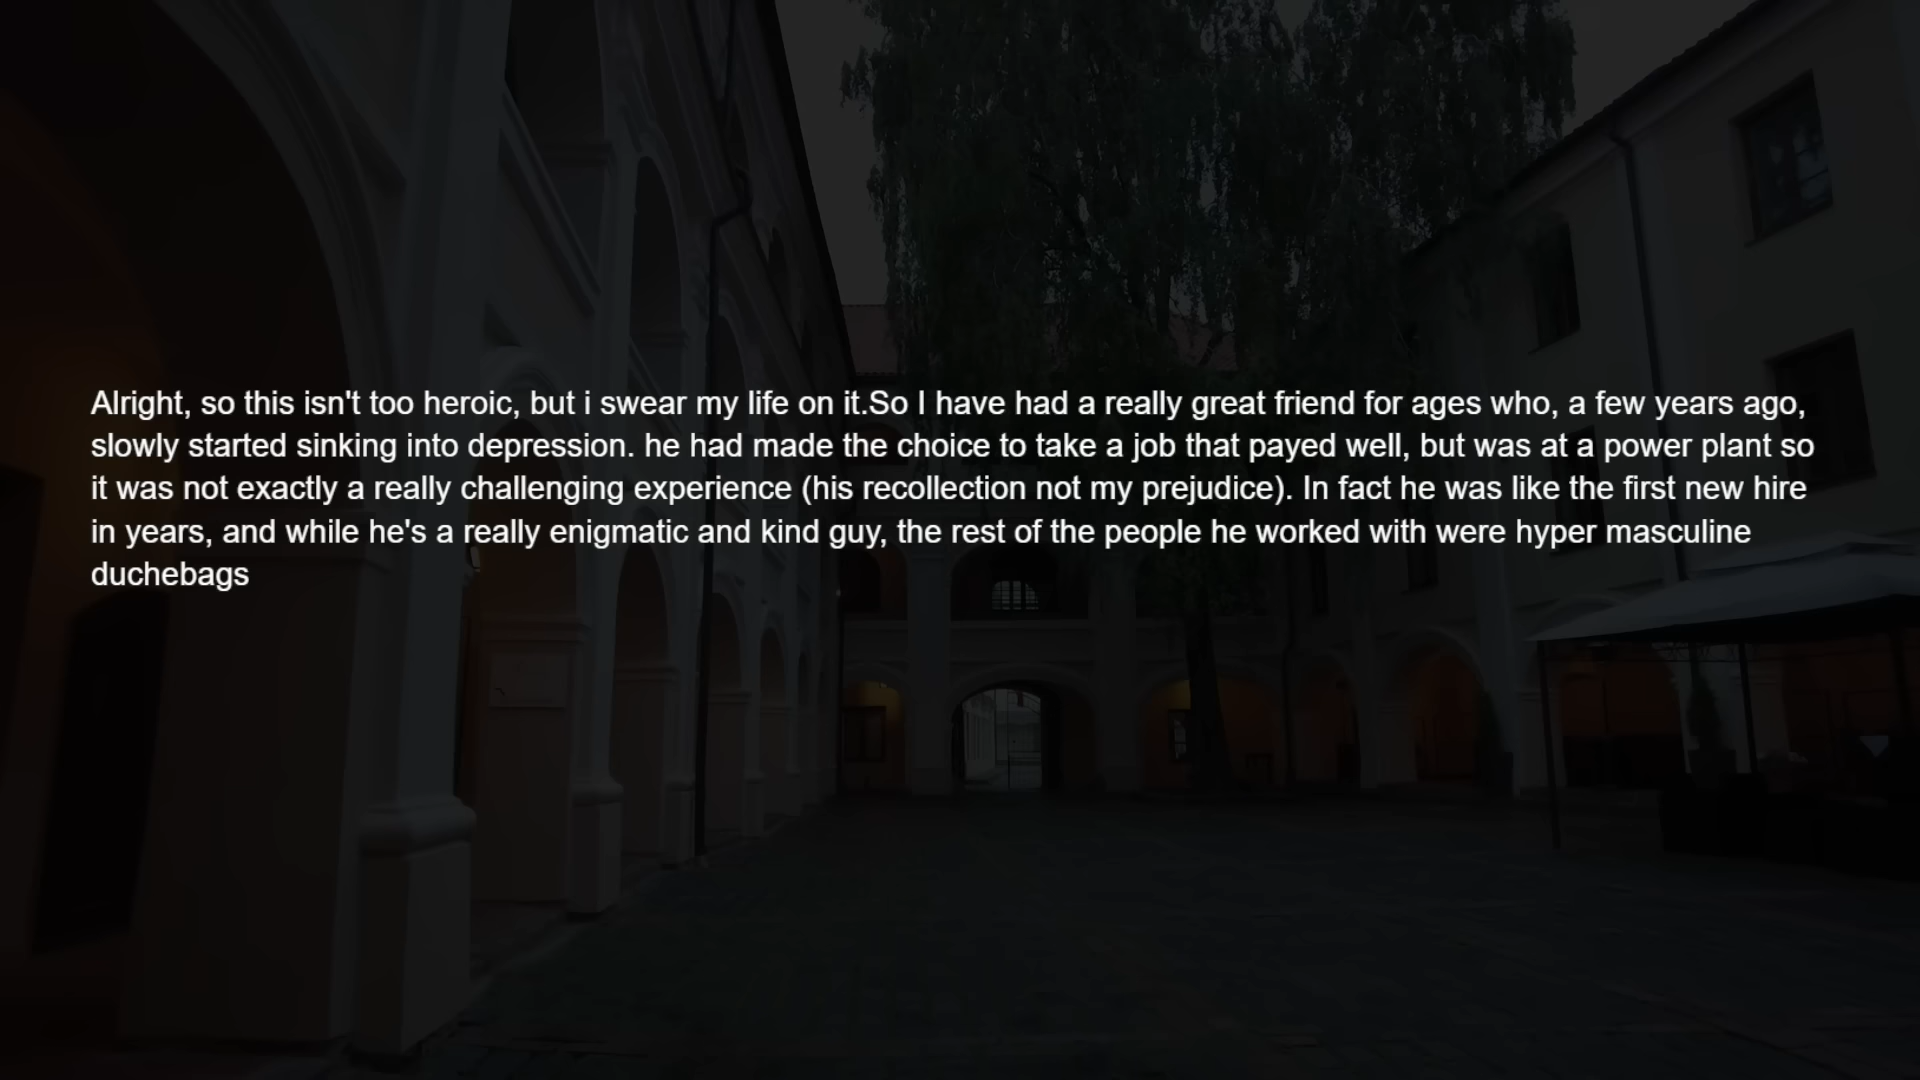 Alright, so this isn't too heroic, but i swear my life on it.So I have had a really great friend for ages who, a few years ago,
slowly started sinking into depression. he had made the choice to take a job that payed well, but was at a power plant so
it was not exactly a really challenging experience (his recollection not my prejudice). In fact he was like the first new hire
in years, and while he's a really enigmatic and kind guy, the rest of the people he worked with were hyper masculine
duchebags